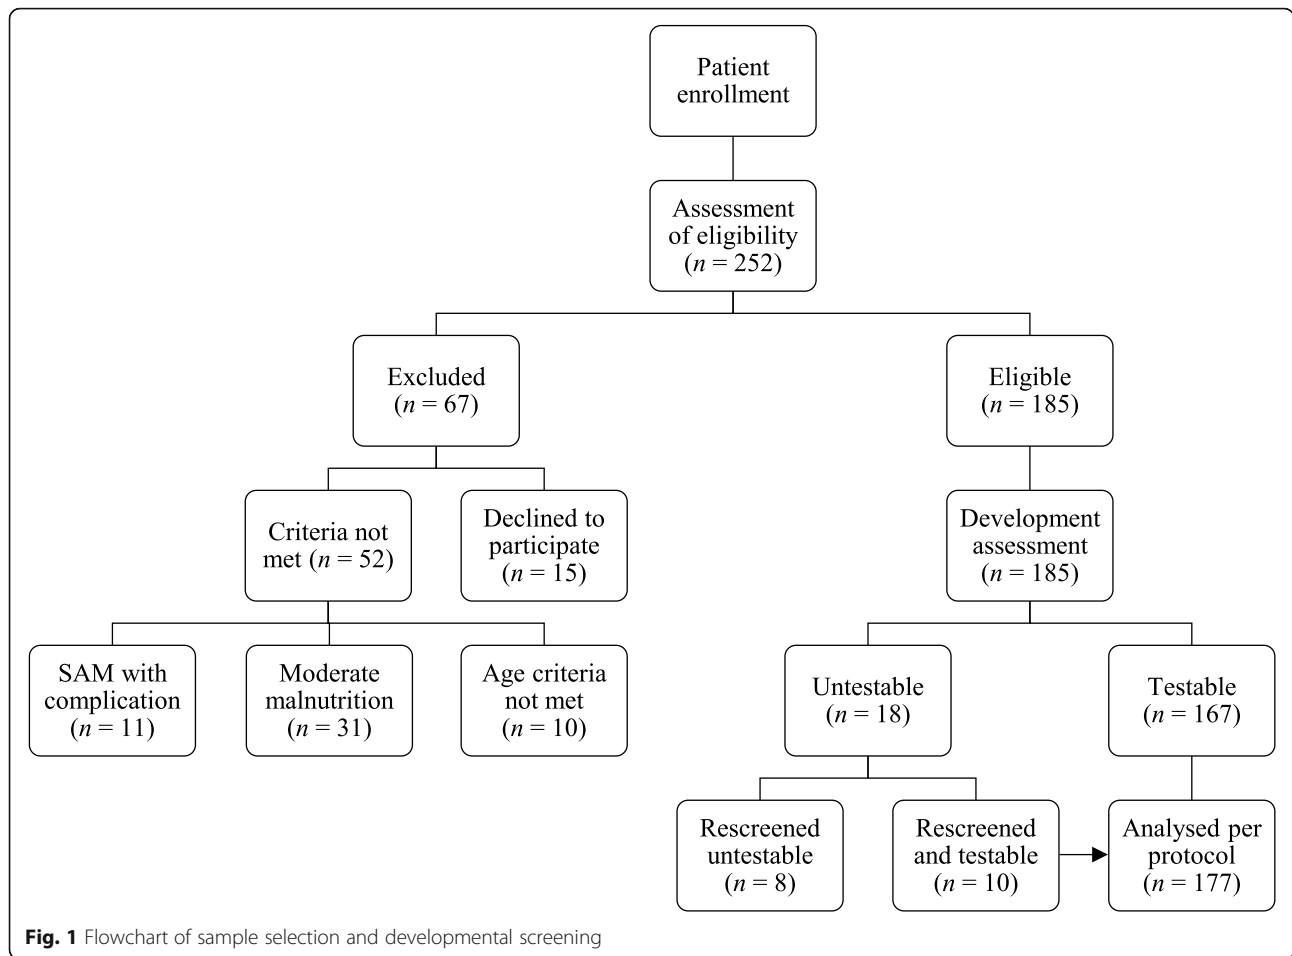 Patient
enrollment
Assessment
of eligibility
(n = 252)
Excluded
(n = 67)
Eligible
(n = 185)
Criteria not
met (n = 52)
Declined to
participate
(n = 15)
Development
assessment
(n = 185)
SAM with
complication
(n = 11)
Moderate
malnutrition
(n = 31)
Age criteria
not met
(n = 10)
Untestable
(n = 18)
Testable
(n = 167)
Rescreened
untestable
(n = 8)
Rescreened
and testable
(n = 10)
Analysed per
protocol
(n = 177)
Fig. 1 Flowchart of sample selection and developmental screening